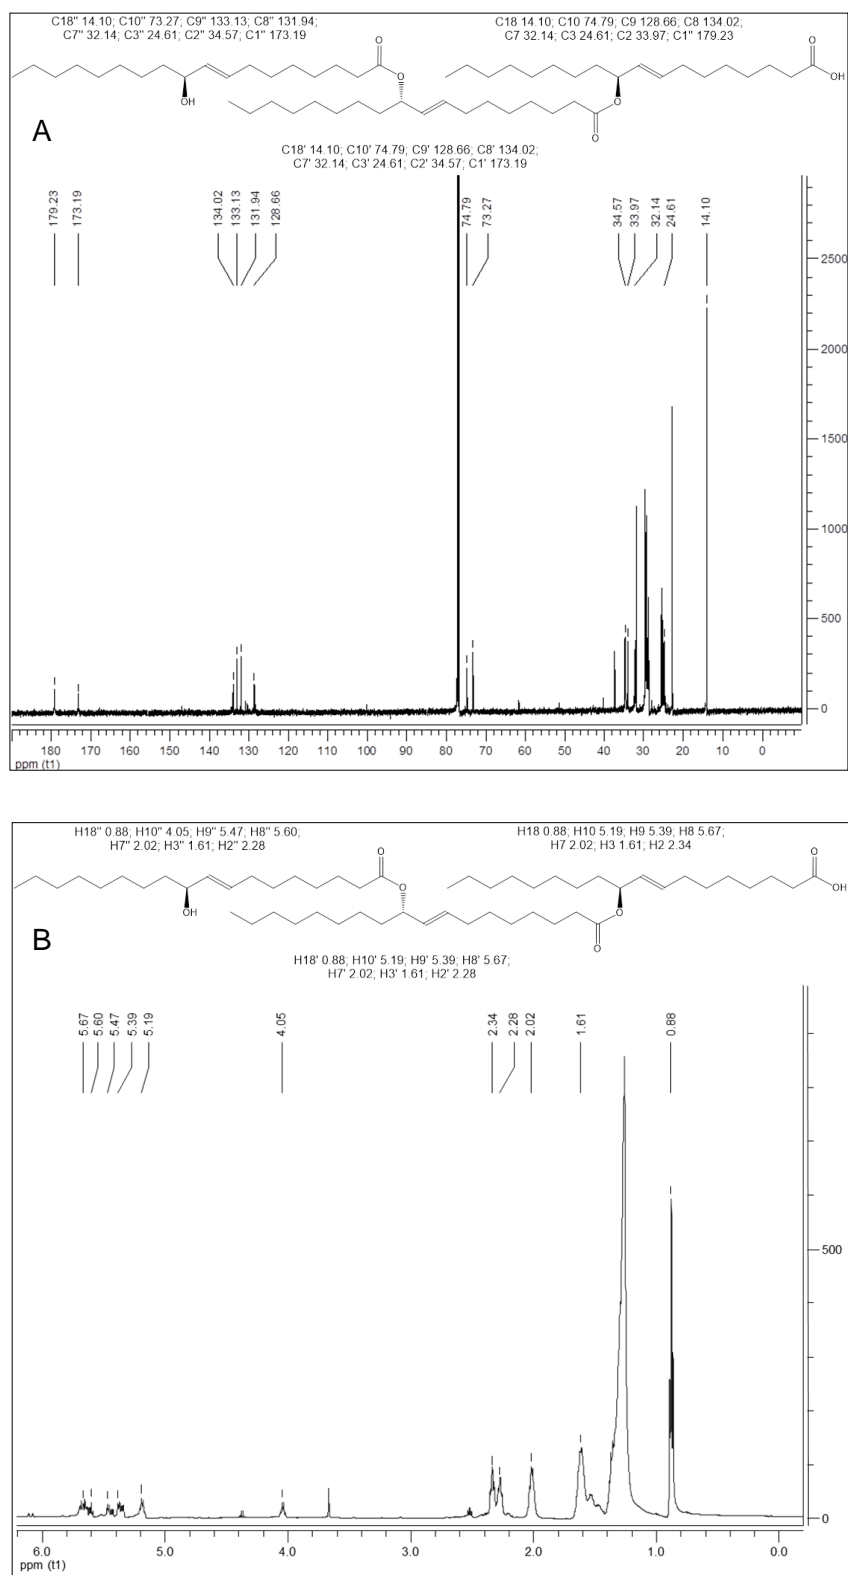 C18" 14.10; C10" 73.27; C9" 133.13; C8" 131.94;
C7" 32.14; C3" 24.61; C2" 34.57; C1" 173.19
C18 14.10; C10 74.79; C9 128.66; C8 134.02;
C7 32.14; C3 24.61; C2 33.97; C1" 179.23
O
O
O
OH
OH
O
O
A
C18' 14.10; C10' 74.79; C9' 128.66; C8' 134.02;
C7' 32.14; C3' 24.61; C2' 34.57; C1' 173.19
179.23 173.19 134.02 133.13 131.94 128.66 74.79 73.27 34.57 33.97 32.14 24.61 14.10
2500
2000
1500
1000
500
0
180 170 160 150 140 130 120 110 100 90 80 70 60 50 40 30 20 10 0
ppm (t1)
H18" 0.88; H10" 4.05; H9" 5.47; H8" 5.60;
H7" 2.02; H3" 1.61; H2" 2.28
H18 0.88; H10 5.19; H9 5.39; H8 5.67;
H7 2.02; H3 1.61; H2 2.34
O
O
O
OH
OH
O
O
B
H18' 0.88; H10' 5.19; H9' 5.39; H8' 5.67;
H7' 2.02; H3' 1.61; H2' 2.28
5.67 5.60 5.47 5.39 5.19 4.05 2.34 2.28 2.02 1.61 0.88
500
0
6.0 5.0 4.0 3.0 2.0 1.0 0.0
ppm (t1)